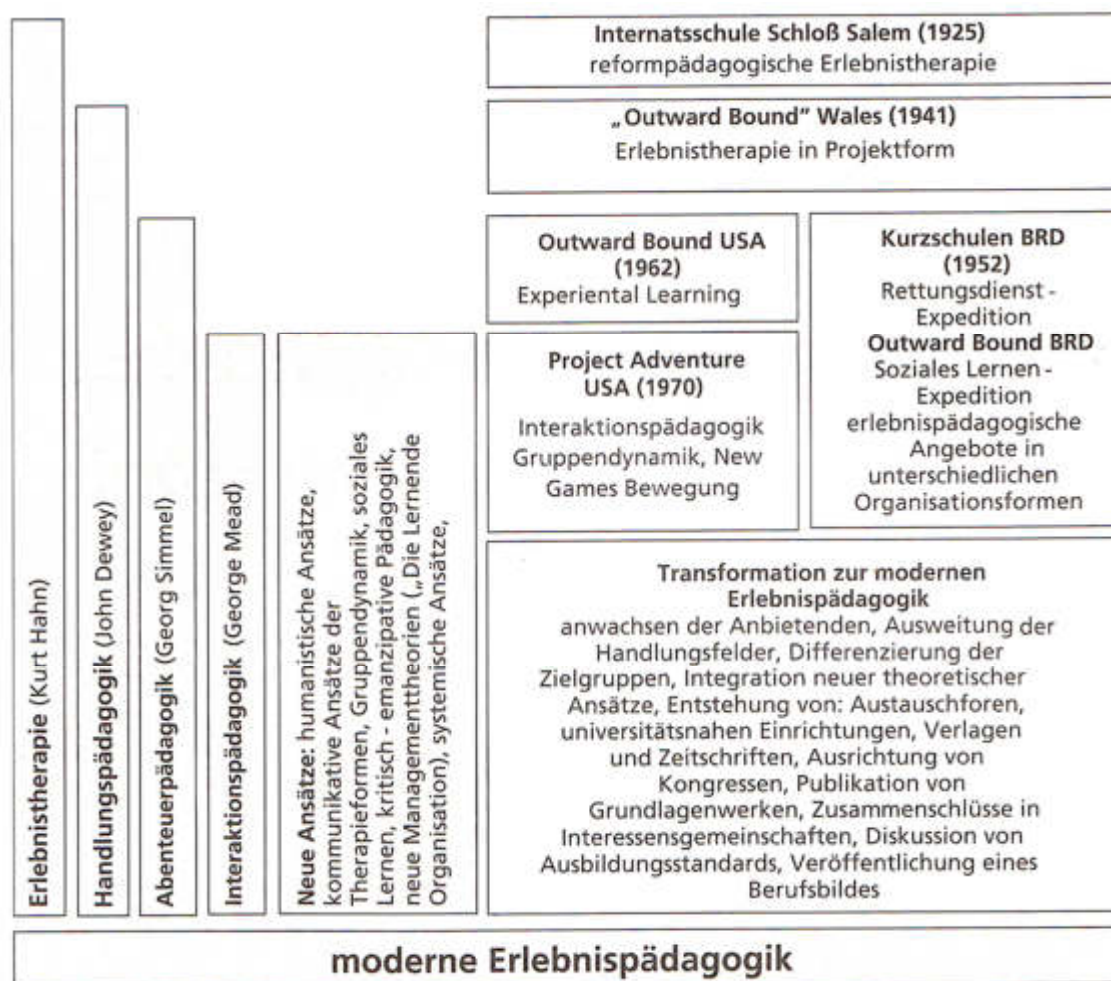 Erlebnistherapie (Kurt Hahn)
Handlungspädagogik (John Dewey)
Abenteuerpädagogik (Georg Simmel)
Interaktionspädagogik (George Mead)
Neue Ansätze: humanistische Ansätze,
kommunikative Ansätze der
Therapieformen, Gruppendynamik, soziales
Lernen, kritisch - emanzipative Pädagogik,
neue Managementtheorien („Die Lernende
Organisation), systemische Ansätze,
Internatsschule Schloß Salem (1925)
reformpädagogische Erlebnistherapie
„Outward Bound” Wales (1941)
Erlebnistherapie in Projektform
Outward Bound USA
(1962)
Experiental Learning
Kurzschulen BRD
(1952)
Rettungsdienst -
Expedition
Outward Bound BRD
Soziales Lernen -
Expedition
erlebnispädagogische
Angebote in
unterschiedlichen
Organisationsformen
Project Adventure
USA (1970)
Interaktionspädagogik
Gruppendynamik, New
Games Bewegung
Transformation zur modernen
Erlebnispädagogik
anwachsen der Anbietenden, Ausweitung der
Handlungsfelder, Differenzierung der
Zielgruppen, Integration neuer theoretischer
Ansätze, Entstehung von: Austauschforen,
universitätsnahen Einrichtungen, Verlagen
und Zeitschriften, Ausrichtung von
Kongressen, Publikation von
Grundlagenwerken, Zusammenschlüsse in
Interessensgemeinschaften, Diskussion von
Ausbildungsstandards, Veröffentlichung eines
Berufsbildes
moderne Erlebnispädagogik